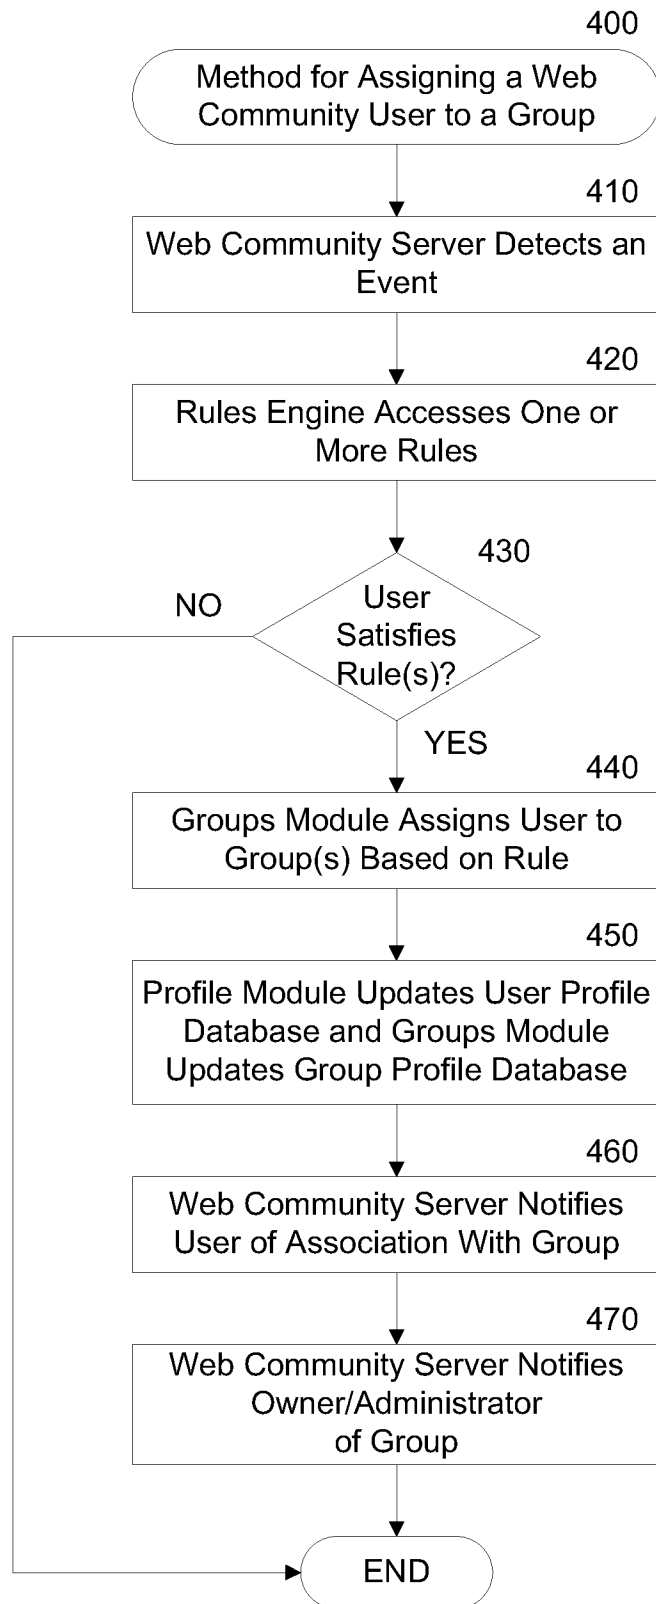 400
Method for Assigning a Web
Community User to a Group
410
Web Community Server Detects an
Event
420
Rules Engine Accesses One or
More Rules
430
User
Satisfies
Rule(s)?
NO
YES
440
Groups Module Assigns User to
Group(s) Based on Rule
450
Profile Module Updates User Profile
Database and Groups Module
Updates Group Profile Database
460
Web Community Server Notifies
User of Association With Group
470
Web Community Server Notifies
Owner/Administrator
of Group
END